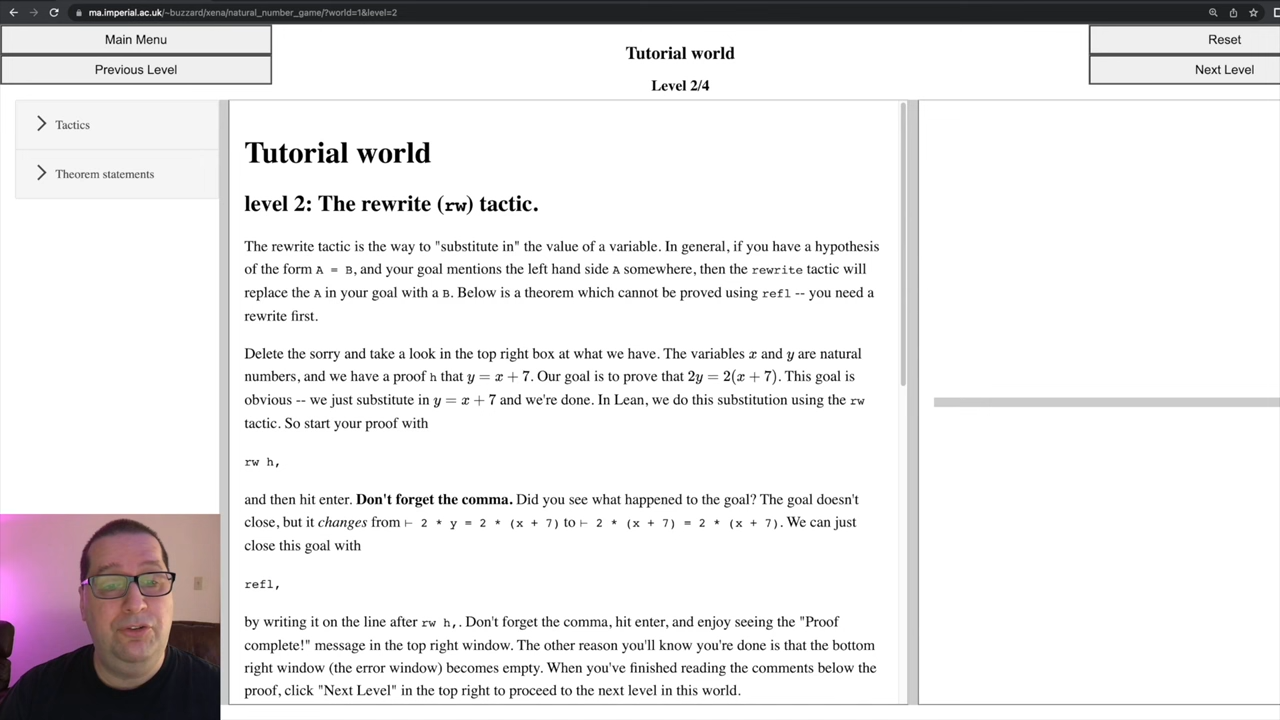 ma.imperial.ac.uk/~buzzard/xena/natural_number_game/?world=1&level=2
Main Menu
Previous Level
Tutorial world
Level 2/4
Reset
Next Level
Tactics
Theorem statements
Tutorial world
level 2: The rewrite (rw) tactic.
The rewrite tactic is the way to "substitute in" the value of a variable. In general, if you have a hypothesis
of the form A = B, and your goal mentions the left hand side A somewhere, then the rewrite tactic will
replace the A in your goal with a B. Below is a theorem which cannot be proved using refl -- you need a
rewrite first.
Delete the sorry and take a look in the top right box at what we have. The variables x and y are natural
numbers, and we have a proof h that y = x + 7. Our goal is to prove that 2y = 2(x + 7). This goal is
obvious -- we just substitute in y = x + 7 and we're done. In Lean, we do this substitution using the rw
tactic. So start your proof with
rw h,
and then hit enter. Don't forget the comma. Did you see what happened to the goal? The goal doesn't
close, but it changes from ⊢ 2 * y = 2 * (x + 7) to ⊢ 2 * (x + 7) = 2 * (x + 7). We can just
close this goal with
refl,
by writing it on the line after rw h,. Don't forget the comma, hit enter, and enjoy seeing the "Proof
complete!" message in the top right window. The other reason you'll know you're done is that the bottom
right window (the error window) becomes empty. When you've finished reading the comments below the
proof, click "Next Level" in the top right to proceed to the next level in this world.